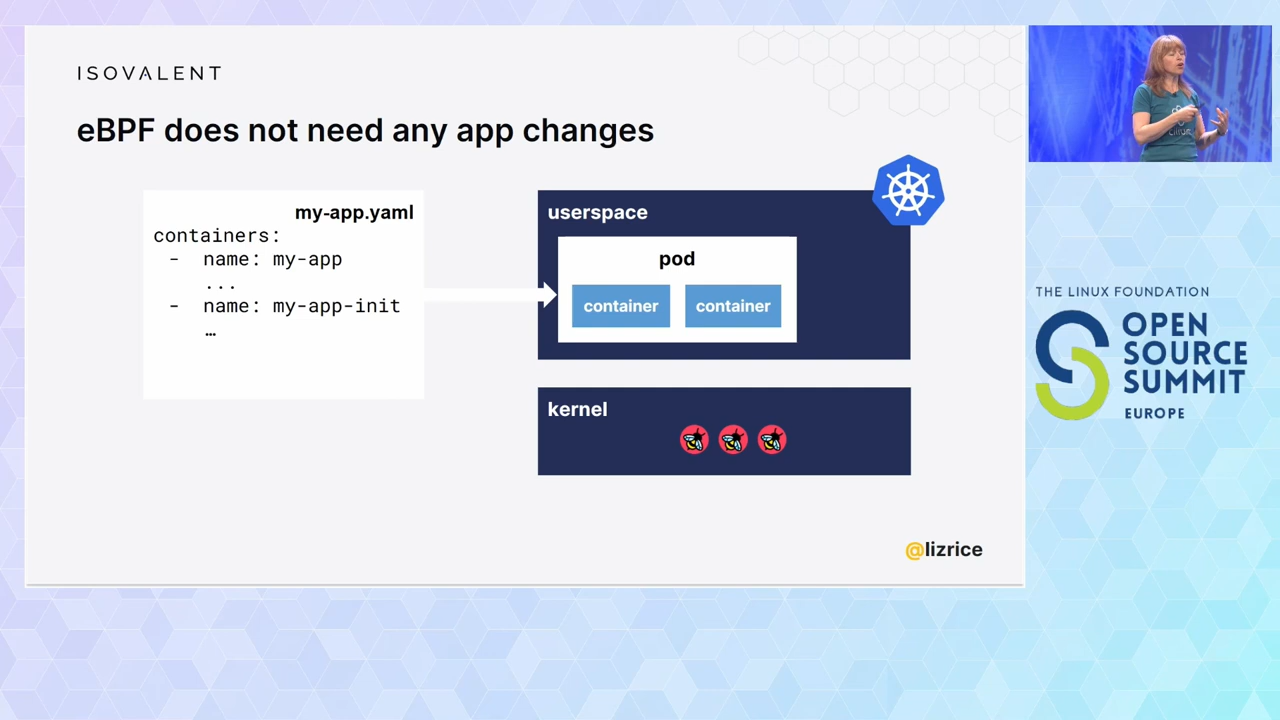 ISOVALENT
eBPF does not need any app changes
my-app.yaml
containers:
- name: my-app
...
- name: my-app-init
…
userspace
pod
container container
kernel
@lizrice
THE LINUX FOUNDATION
OPEN
SOURCE
SUMMIT
EUROPE